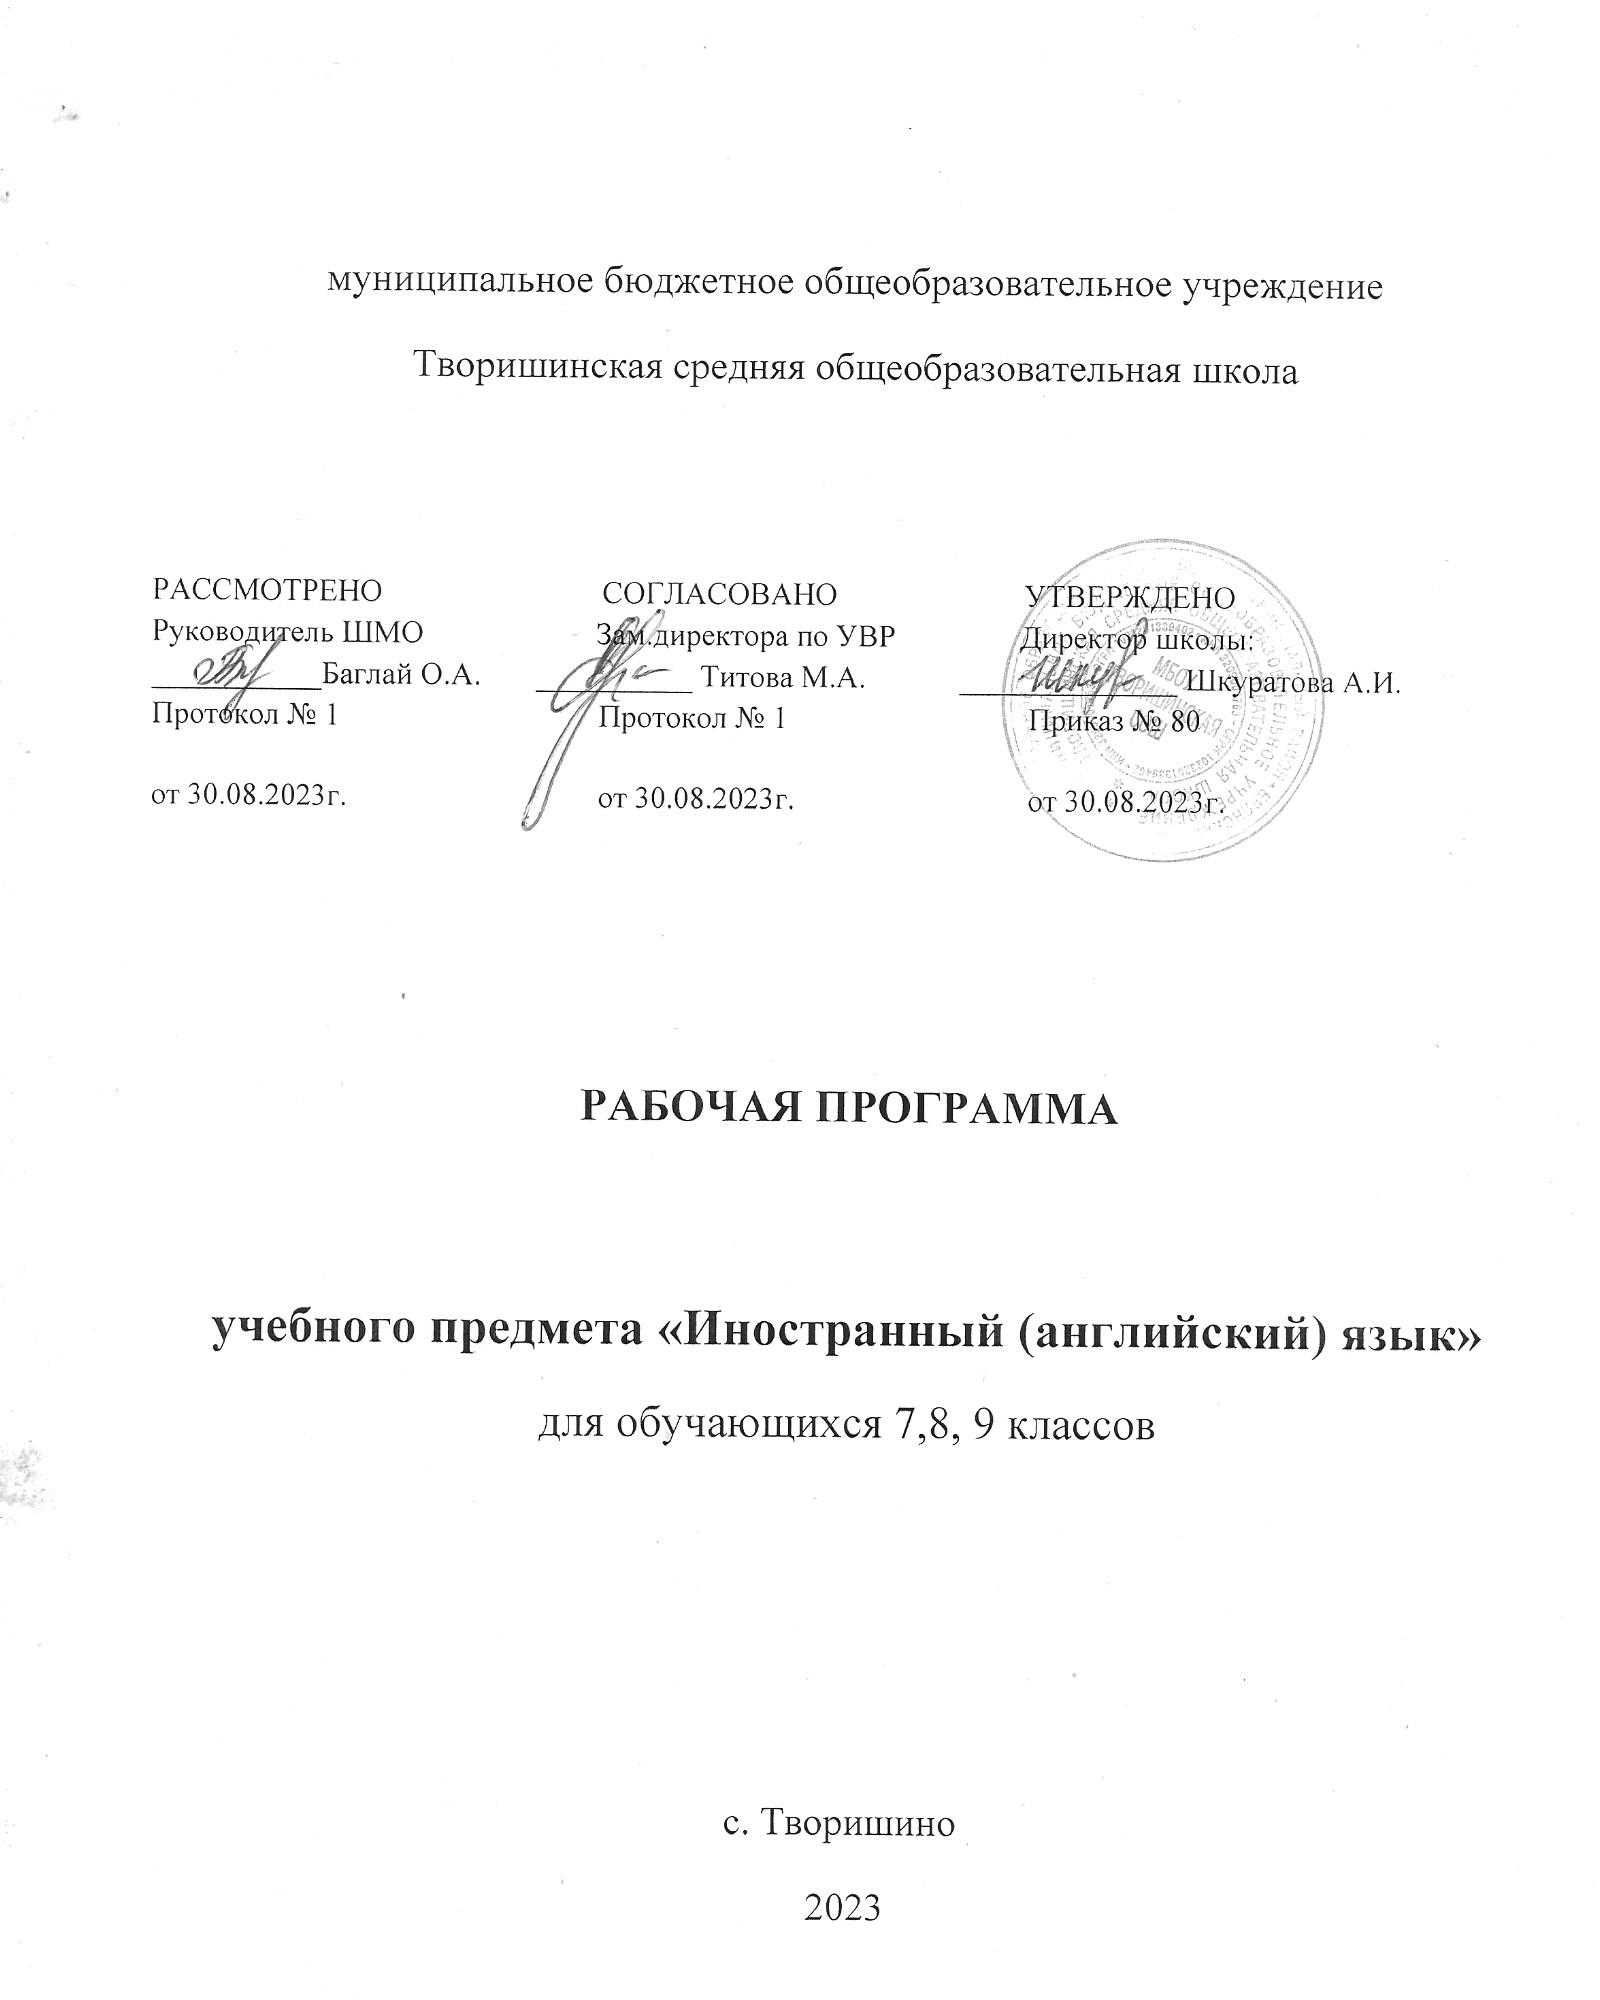 муниципальное бюджетное общеобразовательное учреждение
Творишинская средняя общеобразовательная школа
РАССМОТРЕНО
Руководитель ШМО
Баглай О.А.
Протокол № 1
от 30.08.2023г.
СОГЛАСОВАНО
Зам.директора по УВР
Титова М.А.
Протокол № 1
от 30.08.2023г.
УТВЕРЖДЕНО
Директор школы:
Шкуратова А.И.
Приказ № 80
от 30.08.2023г.
МБОУ
ТВОРИШИНСКАЯ
СОШ
РАБОЧАЯ ПРОГРАММА
учебного предмета «Иностранный (английский) язык»
для обучающихся 7,8, 9 классов
с. Творишино
2023